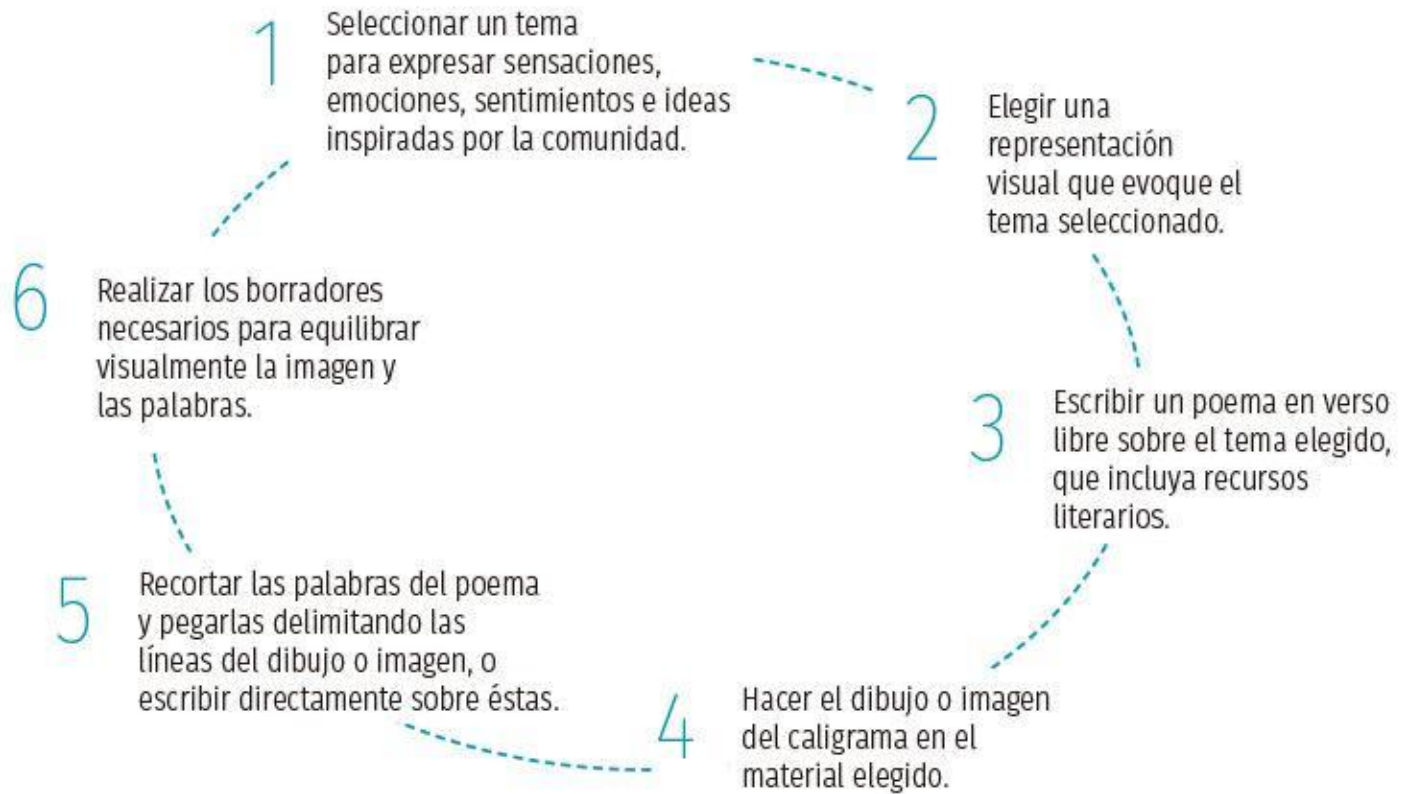 1
Seleccionar un tema
para expresar sensaciones,
emociones, sentimientos e ideas
inspiradas por la comunidad.
2
Elegir una
representación
visual que evoque el
tema seleccionado.
3
Escribir un poema en verso
libre sobre el tema elegido,
que incluya recursos
literarios.
4
Hacer el dibujo o imagen
del caligrama en el
material elegido.
5
Recortar las palabras del poema
y pegarlas delimitando las
líneas del dibujo o imagen, o
escribir directamente sobre éstas.
6
Realizar los borradores
necesarios para equilibrar
visualmente la imagen y
las palabras.